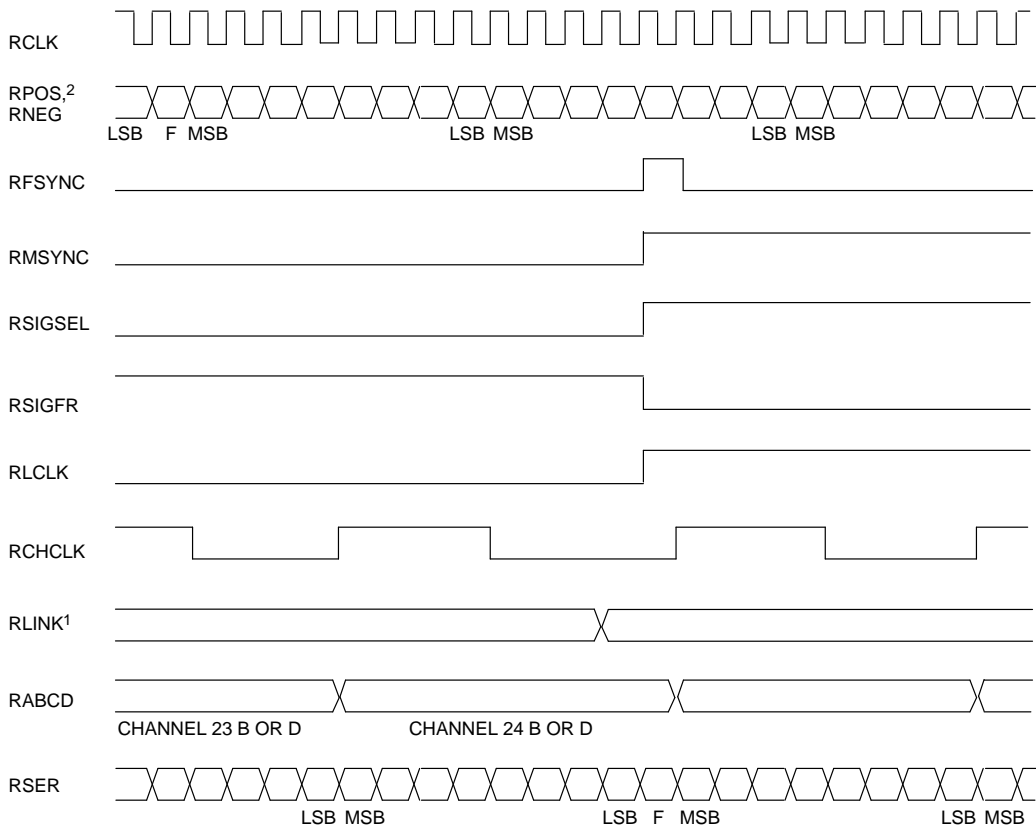 RCLK
RPOS,2
RNEG
LSB F MSB LSB MSB LSB MSB
RFSYNC
RMSYNC
RSIGSEL
RSIGFR
RLCLK
RCHCLK
RLINK1
RABCD
CHANNEL 23 B OR D CHANNEL 24 B OR D
RSER
LSB MSB LSB F MSB LSB MSB